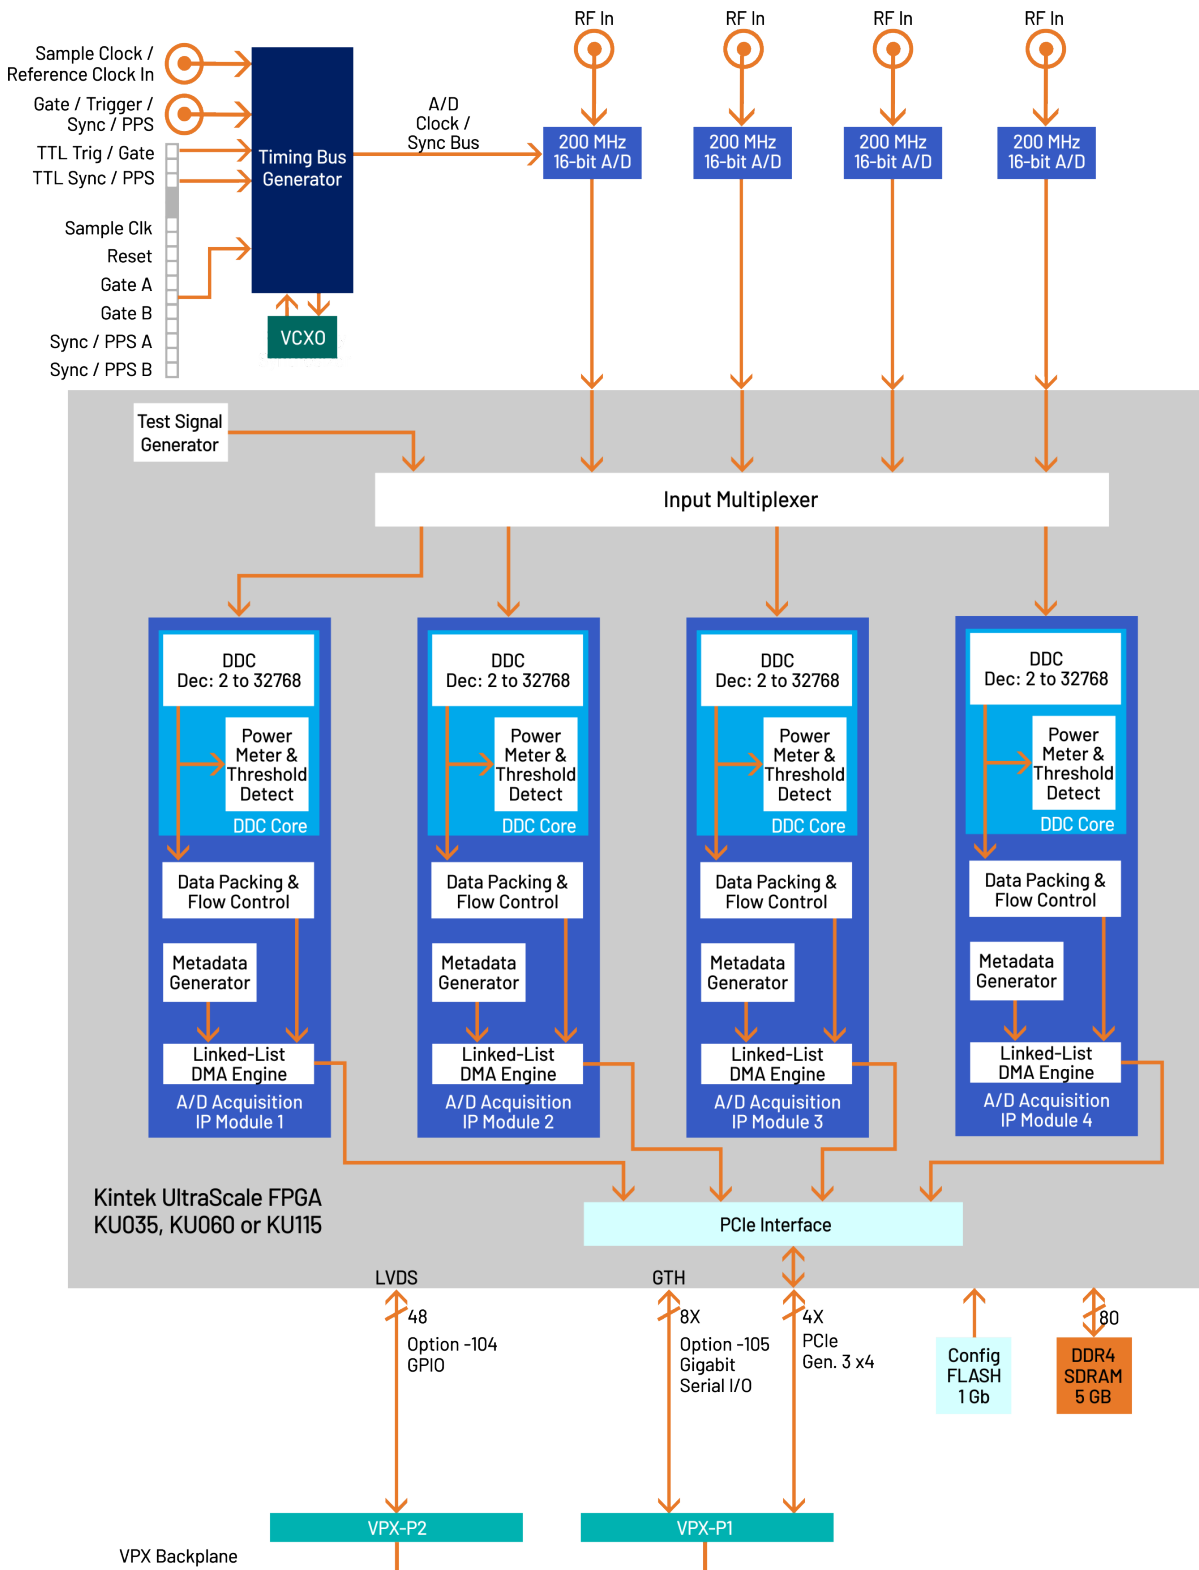 RF In
RF In
RF In
RF In
Sample Clock /
Reference Clock In
Gate / Trigger /
Sync / PPS
TTL Trig / Gate
TTL Sync / PPS
Sample Clk
Reset
Gate A
Gate B
Sync / PPS A
Sync / PPS B
Timing Bus
Generator
VCXO
A/D
Clock /
Sync Bus
200 MHz
16-bit A/D
200 MHz
16-bit A/D
200 MHz
16-bit A/D
200 MHz
16-bit A/D
Test Signal
Generator
Input Multiplexer
DDC
Dec: 2 to 32768
Power
Meter &
Threshold
Detect
DDC Core
Data Packing &
Flow Control
Metadata
Generator
Linked-List
DMA Engine
A/D Acquisition
IP Module 1
DDC
Dec: 2 to 32768
Power
Meter &
Threshold
Detect
DDC Core
Data Packing &
Flow Control
Metadata
Generator
Linked-List
DMA Engine
A/D Acquisition
IP Module 2
DDC
Dec: 2 to 32768
Power
Meter &
Threshold
Detect
DDC Core
Data Packing &
Flow Control
Metadata
Generator
Linked-List
DMA Engine
A/D Acquisition
IP Module 3
DDC
Dec: 2 to 32768
Power
Meter &
Threshold
Detect
DDC Core
Data Packing &
Flow Control
Metadata
Generator
Linked-List
DMA Engine
A/D Acquisition
IP Module 4
Kintek UltraScale FPGA
KU035, KU060 or KU115
PCIe Interface
LVDS
48
Option -104
GPIO
GTH
8X
Option -105
Gigabit
Serial I/O
4X
PCIe
Gen. 3 x4
Config
FLASH
1 Gb
80
DDR4
SDRAM
5 GB
VPX-P2
VPX-P1
VPX Backplane